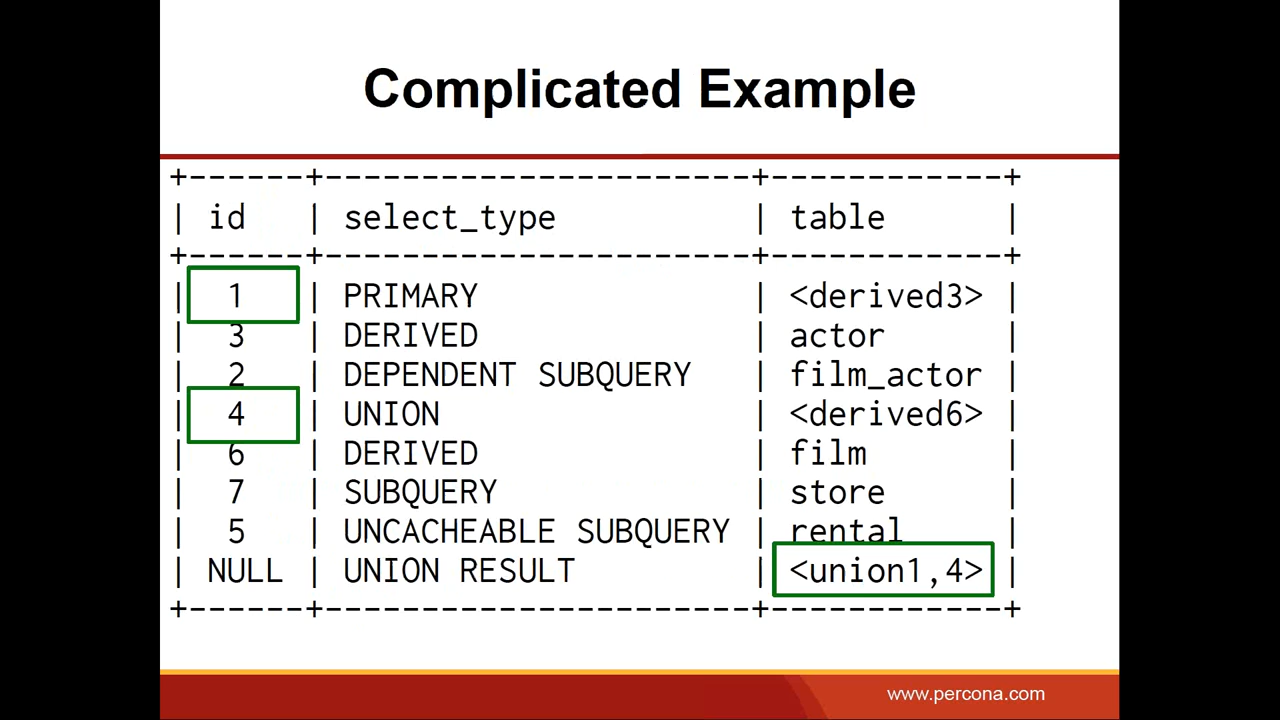 Complicated Example
+------+----------------------+------------+
| id | select_type | table |
+------+----------------------+------------+
| 1 | PRIMARY | <derived3> |
| 3 | DERIVED | actor |
| 2 | DEPENDENT SUBQUERY | film_actor |
| 4 | UNION | <derived6> |
| 6 | DERIVED | film |
| 7 | SUBQUERY | store |
| 5 | UNCACHEABLE SUBQUERY | rental |
| NULL | UNION RESULT | <union1,4> |
+------+----------------------+------------+
www.percona.com